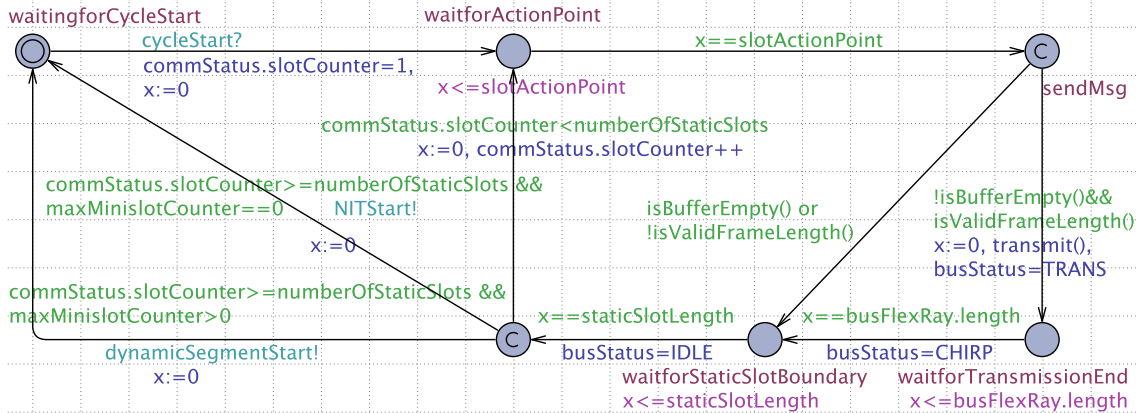 waitingforCycleStart
waitforActionPoint
cycleStart?
x==slotActionPoint
C
commStatus.slotCounter=1,
x:=0
x<=slotActionPoint
sendMsg
commStatus.slotCounter<numberOfStaticSlots
x:=0, commStatus.slotCounter++
commStatus.slotCounter>=numberOfStaticSlots &&
maxMinislotCounter==0
NITStart!
x:=0
isBufferEmpty() or
!isValidFrameLength()
!isBufferEmpty()&&
isValidFrameLength()
x:=0, transmit(),
busStatus=TRANS
commStatus.slotCounter>=numberOfStaticSlots &&
maxMinislotCounter>0
x==staticSlotLength
x==busFlexRay.length
C
dynamicSegmentStart!
x:=0
busStatus=IDLE
busStatus=CHIRP
waitforStaticSlotBoundary
x<=staticSlotLength
waitforTransmissionEnd
x<=busFlexRay.length